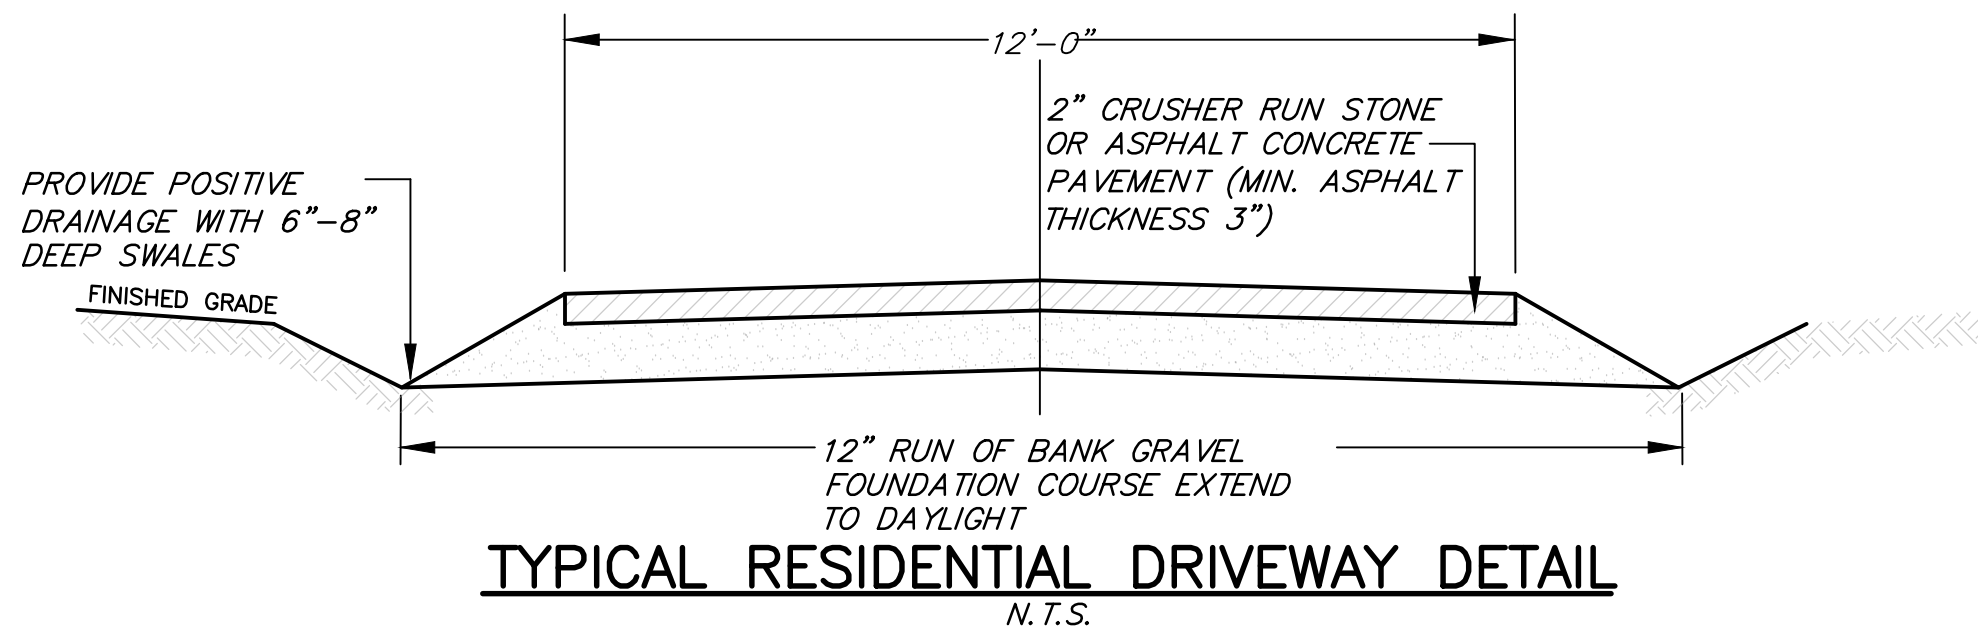 12'-0"
2" CRUSHER RUN STONE
OR ASPHALT CONCRETE
PAVEMENT (MIN. ASPHALT
THICKNESS 3")
PROVIDE POSITIVE
DRAINAGE WITH 6"-8"
DEEP SWALES
FINISHED GRADE
12" RUN OF BANK GRAVEL
FOUNDATION COURSE EXTEND
TO DAYLIGHT
TYPICAL RESIDENTIAL DRIVEWAY DETAIL
N.T.S.